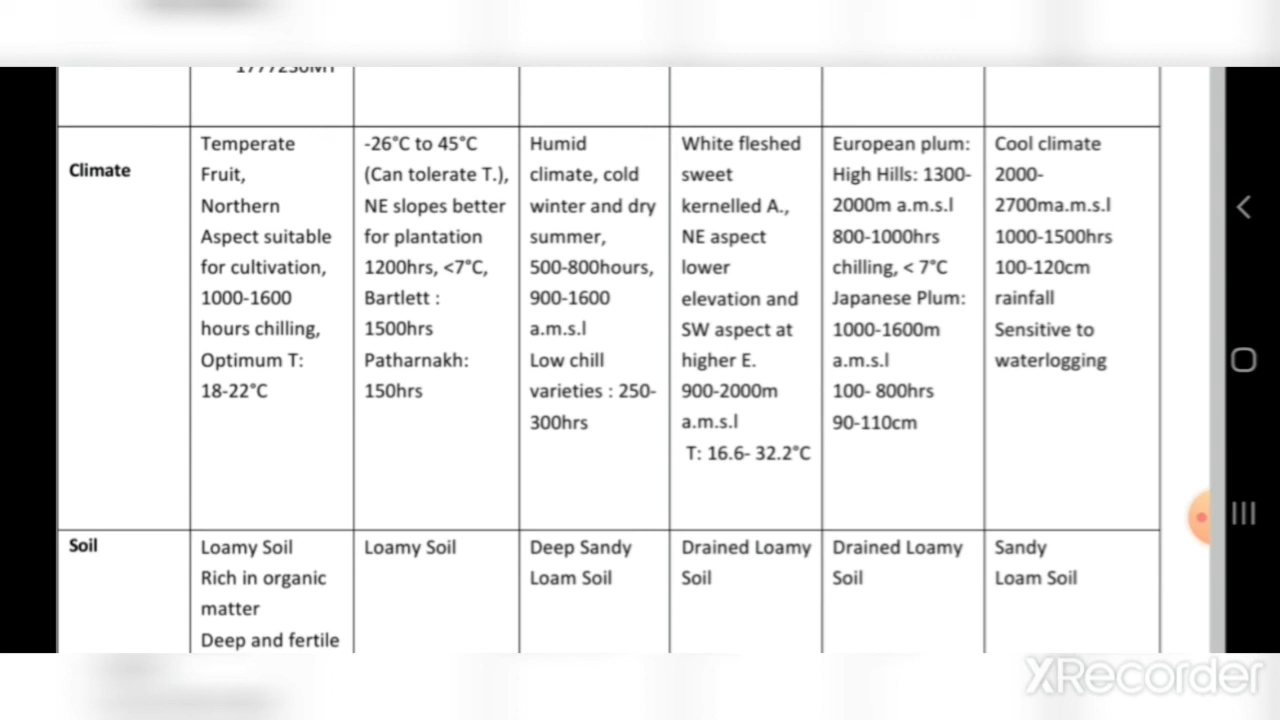 Climate
Temperate
Fruit,
Northern
Aspect suitable
for cultivation,
1000-1600
hours chilling,
Optimum T:
18-22°C
-26°C to 45°C
(Can tolerate T.),
NE slopes better
for plantation
1200hrs, <7°C,
Bartlett :
1500hrs
Patharnakh:
150hrs
Humid
climate, cold
winter and dry
summer,
500-800hours,
900-1600
a.m.s.l
Low chill
varieties : 250-
300hrs
White fleshed
sweet
kernelled A.,
NE aspect
lower
elevation and
SW aspect at
higher E.
900-2000m
a.m.s.l
T: 16.6- 32.2°C
European plum:
High Hills: 1300-
2000m a.m.s.l
800-1000hrs
chilling, < 7°C
Japanese Plum:
1000-1600m
a.m.s.l
100- 800hrs
90-110cm
Cool climate
2000-
2700ma.m.s.l
1000-1500hrs
100-120cm
rainfall
Sensitive to
waterlogging
Soil
Loamy Soil
Rich in organic
matter
Deep and fertile
Loamy Soil
Deep Sandy
Loam Soil
Drained Loamy
Soil
Drained Loamy
Soil
Sandy
Loam Soil
XRecorder